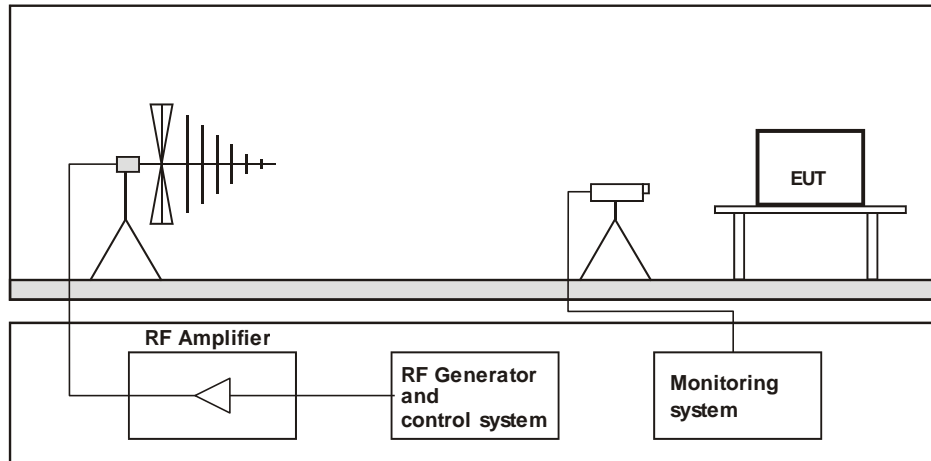 EUT
RF Amplifier
RF Generator
and
control system
Monitoring
system